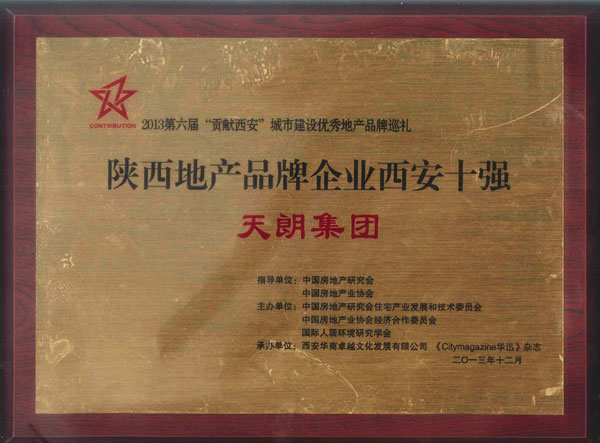 CONTRIBUTION
2013第六届“贡献西安”城市建设优秀地产品牌巡礼
陕西地产品牌企业西安十强
天朗集团
指导单位：中国房地产研究会
中国房地产业协会
主办单位：中国房地产研究会住宅产业发展和技术委员会
中国房地产业协会经济合作委员会
国际人居环境研究学会
承办单位：西安华商卓越文化发展有限公司 《Citymagazine华迅》杂志
二〇一三年十二月